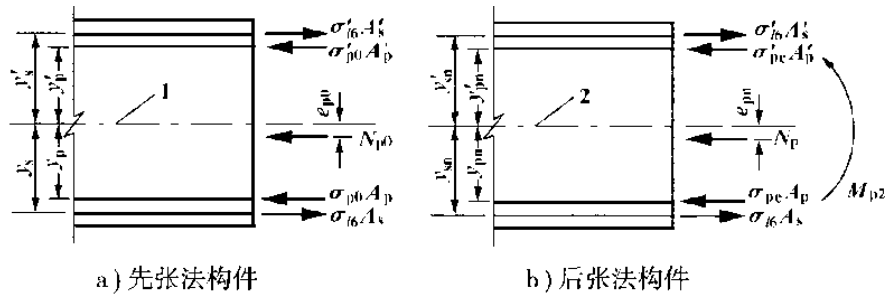 σ′l6A′s
σ′p0A′p
y′s
y′p
1
ep0
Np0
ys
yp
σp0Ap
σl6As
a)先张法构件
σ′l6A′s
σ′peA′p
y′sn
y′pn
2
epn
Np
ysn
ypn
σpeAp
Mp2
σl6As
b)后张法构件